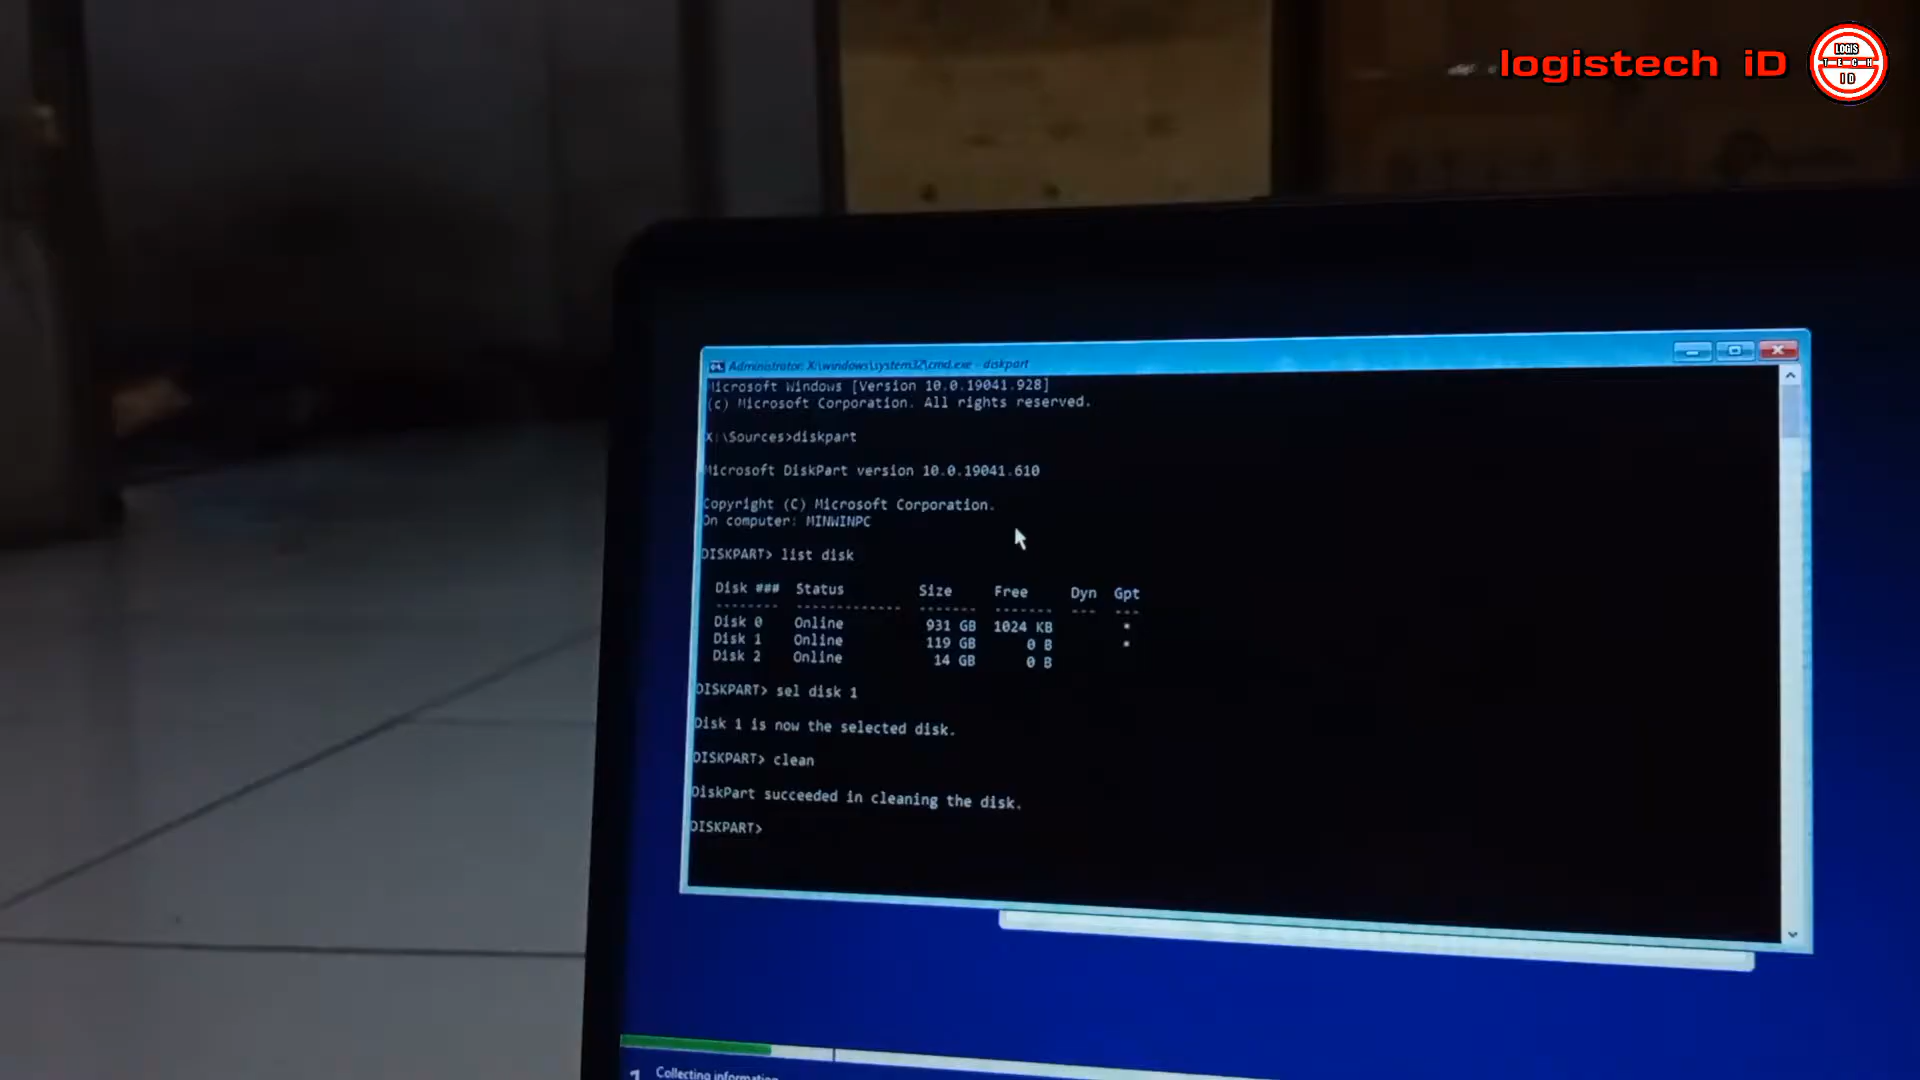 logistech iD
LOGIS
TECH
ID
Administrator: X:\windows\system32\cmd.exe - diskpart
Microsoft Windows [Version 10.0.19041.928]
(c) Microsoft Corporation. All rights reserved.
X:\Sources>diskpart
Microsoft DiskPart version 10.0.19041.610
Copyright (C) Microsoft Corporation.
On computer: MINWINPC
DISKPART> list disk
Disk ### Status Size Free Dyn Gpt
-------- ------------- ------- ------- --- ---
Disk 0 Online 931 GB 1024 KB *
Disk 1 Online 119 GB 0 B *
Disk 2 Online 14 GB 0 B
DISKPART> sel disk 1
Disk 1 is now the selected disk.
DISKPART> clean
DiskPart succeeded in cleaning the disk.
DISKPART>
1 Collecting information